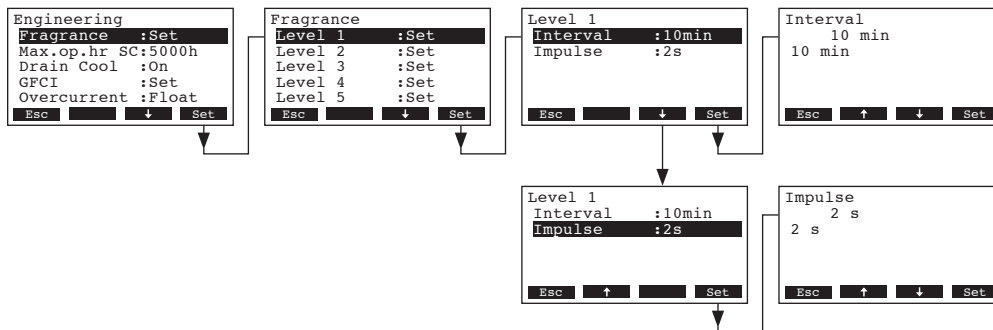 Engineering
Fragrance :Set
Max.op.hr SC:5000h
Drain Cool :On
GFCI :Set
Overcurrent :Float
Esc ↓ Set
Fragrance
Level 1 :Set
Level 2 :Set
Level 3 :Set
Level 4 :Set
Level 5 :Set
Esc ↓ Set
Level 1
Interval :10min
Impulse :2s
Esc ↓ Set
Interval
10 min
10 min
Esc ↑ ↓ Set
Level 1
Interval :10min
Impulse :2s
Esc ↑ Set
Impulse
2 s
2 s
Esc ↑ ↓ Set